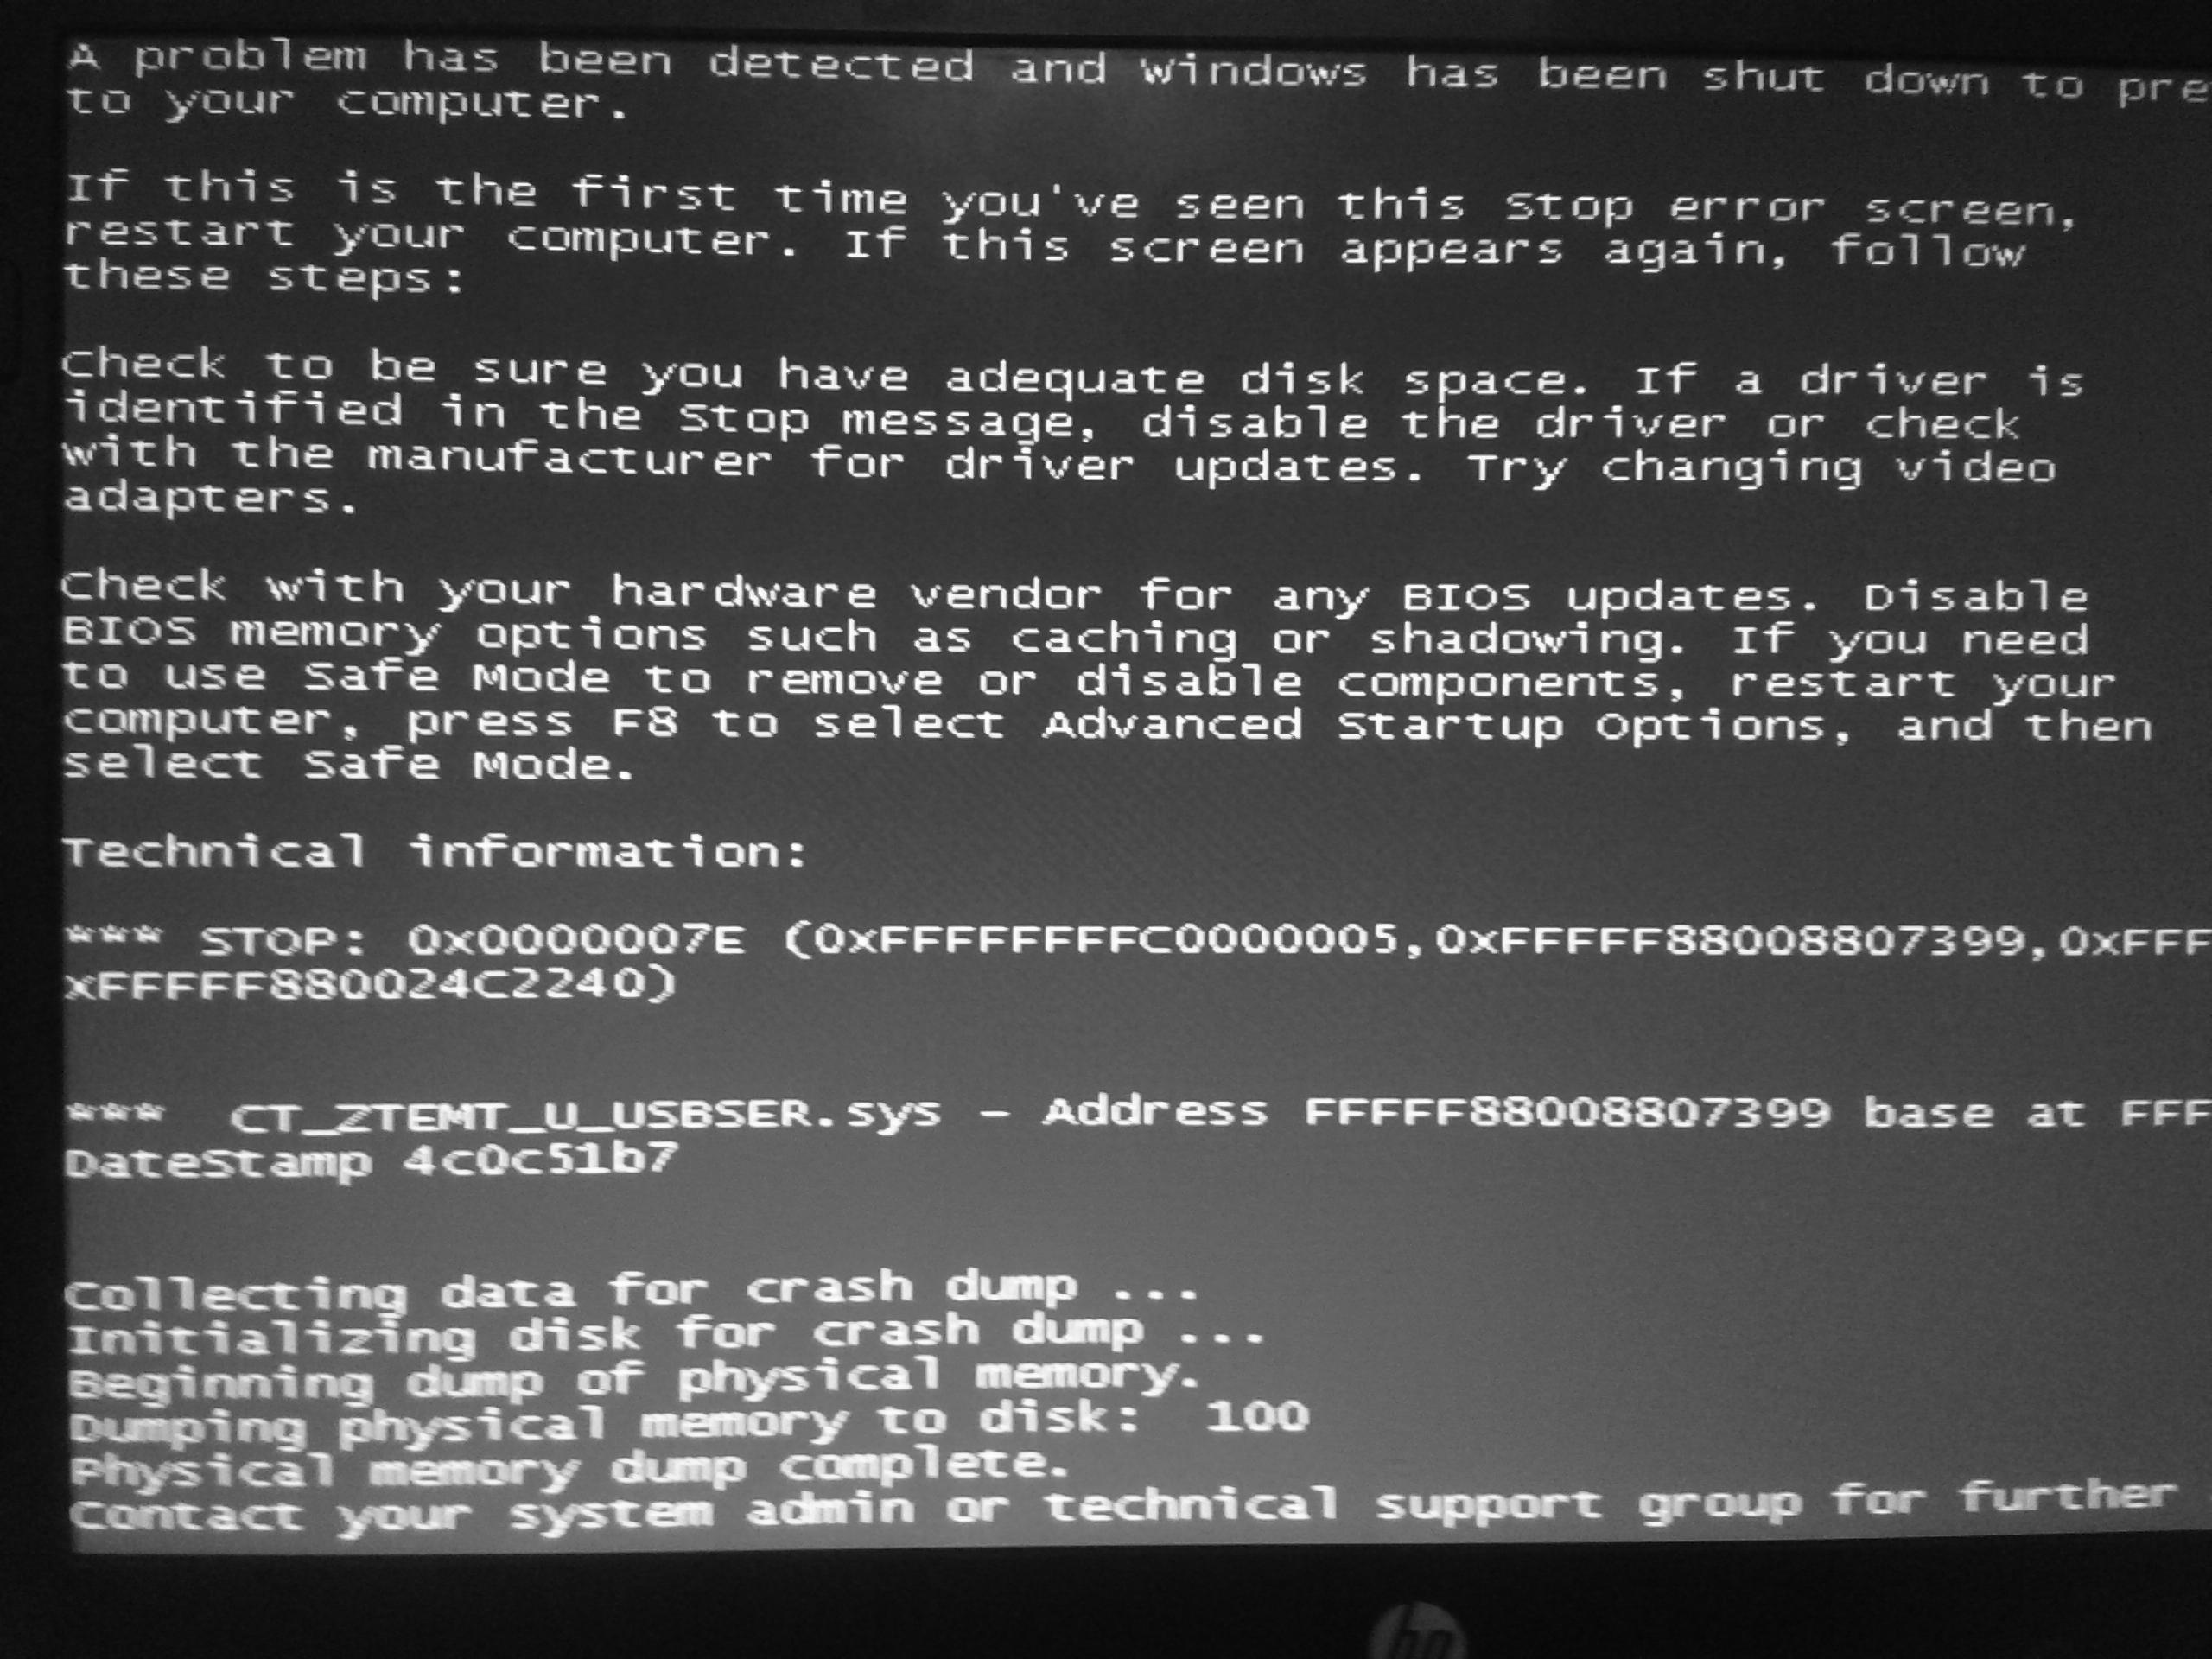 A problem has been detected and windows has been shut down to
to your computer.
If this is the first time you've seen this Stop error screen,
restart your computer. If this screen appears again, follow
these steps:
Check to be sure you have adequate disk space. If a driver is
identified in the Stop message, disable the driver or check
with the manufacturer for driver updates. Try changing video
adapters.
Check with your hardware vendor for any BIOS updates. Disable
BIOS memory options such as caching or shadowing. If you need
to use Safe Mode to remove or disable components, restart your
computer, press F8 to select Advanced Startup Options, and then
select Safe Mode.
Technical information:
*** STOP: 0x0000007E (0xFFFFFFFFC0000005,0xFFFFF88008807399,0xFFF
xFFFFF880024C2240)
*** CT_ZTEMT_U_USBSER.sys - Address FFFFF88008807399 base at FFF
DateStamp 4c0c51b7
Collecting data for crash dump ...
Initializing disk for crash dump ...
Beginning dump of physical memory.
Dumping physical memory to disk: 100
Physical memory dump complete.
Contact your system admin or technical support group for further
hp